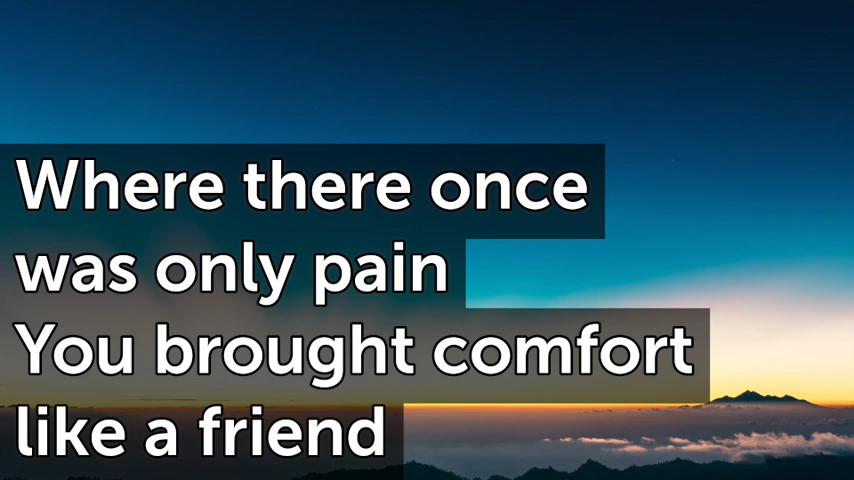 Where there once
was only pain
You brought comfort
like a friend